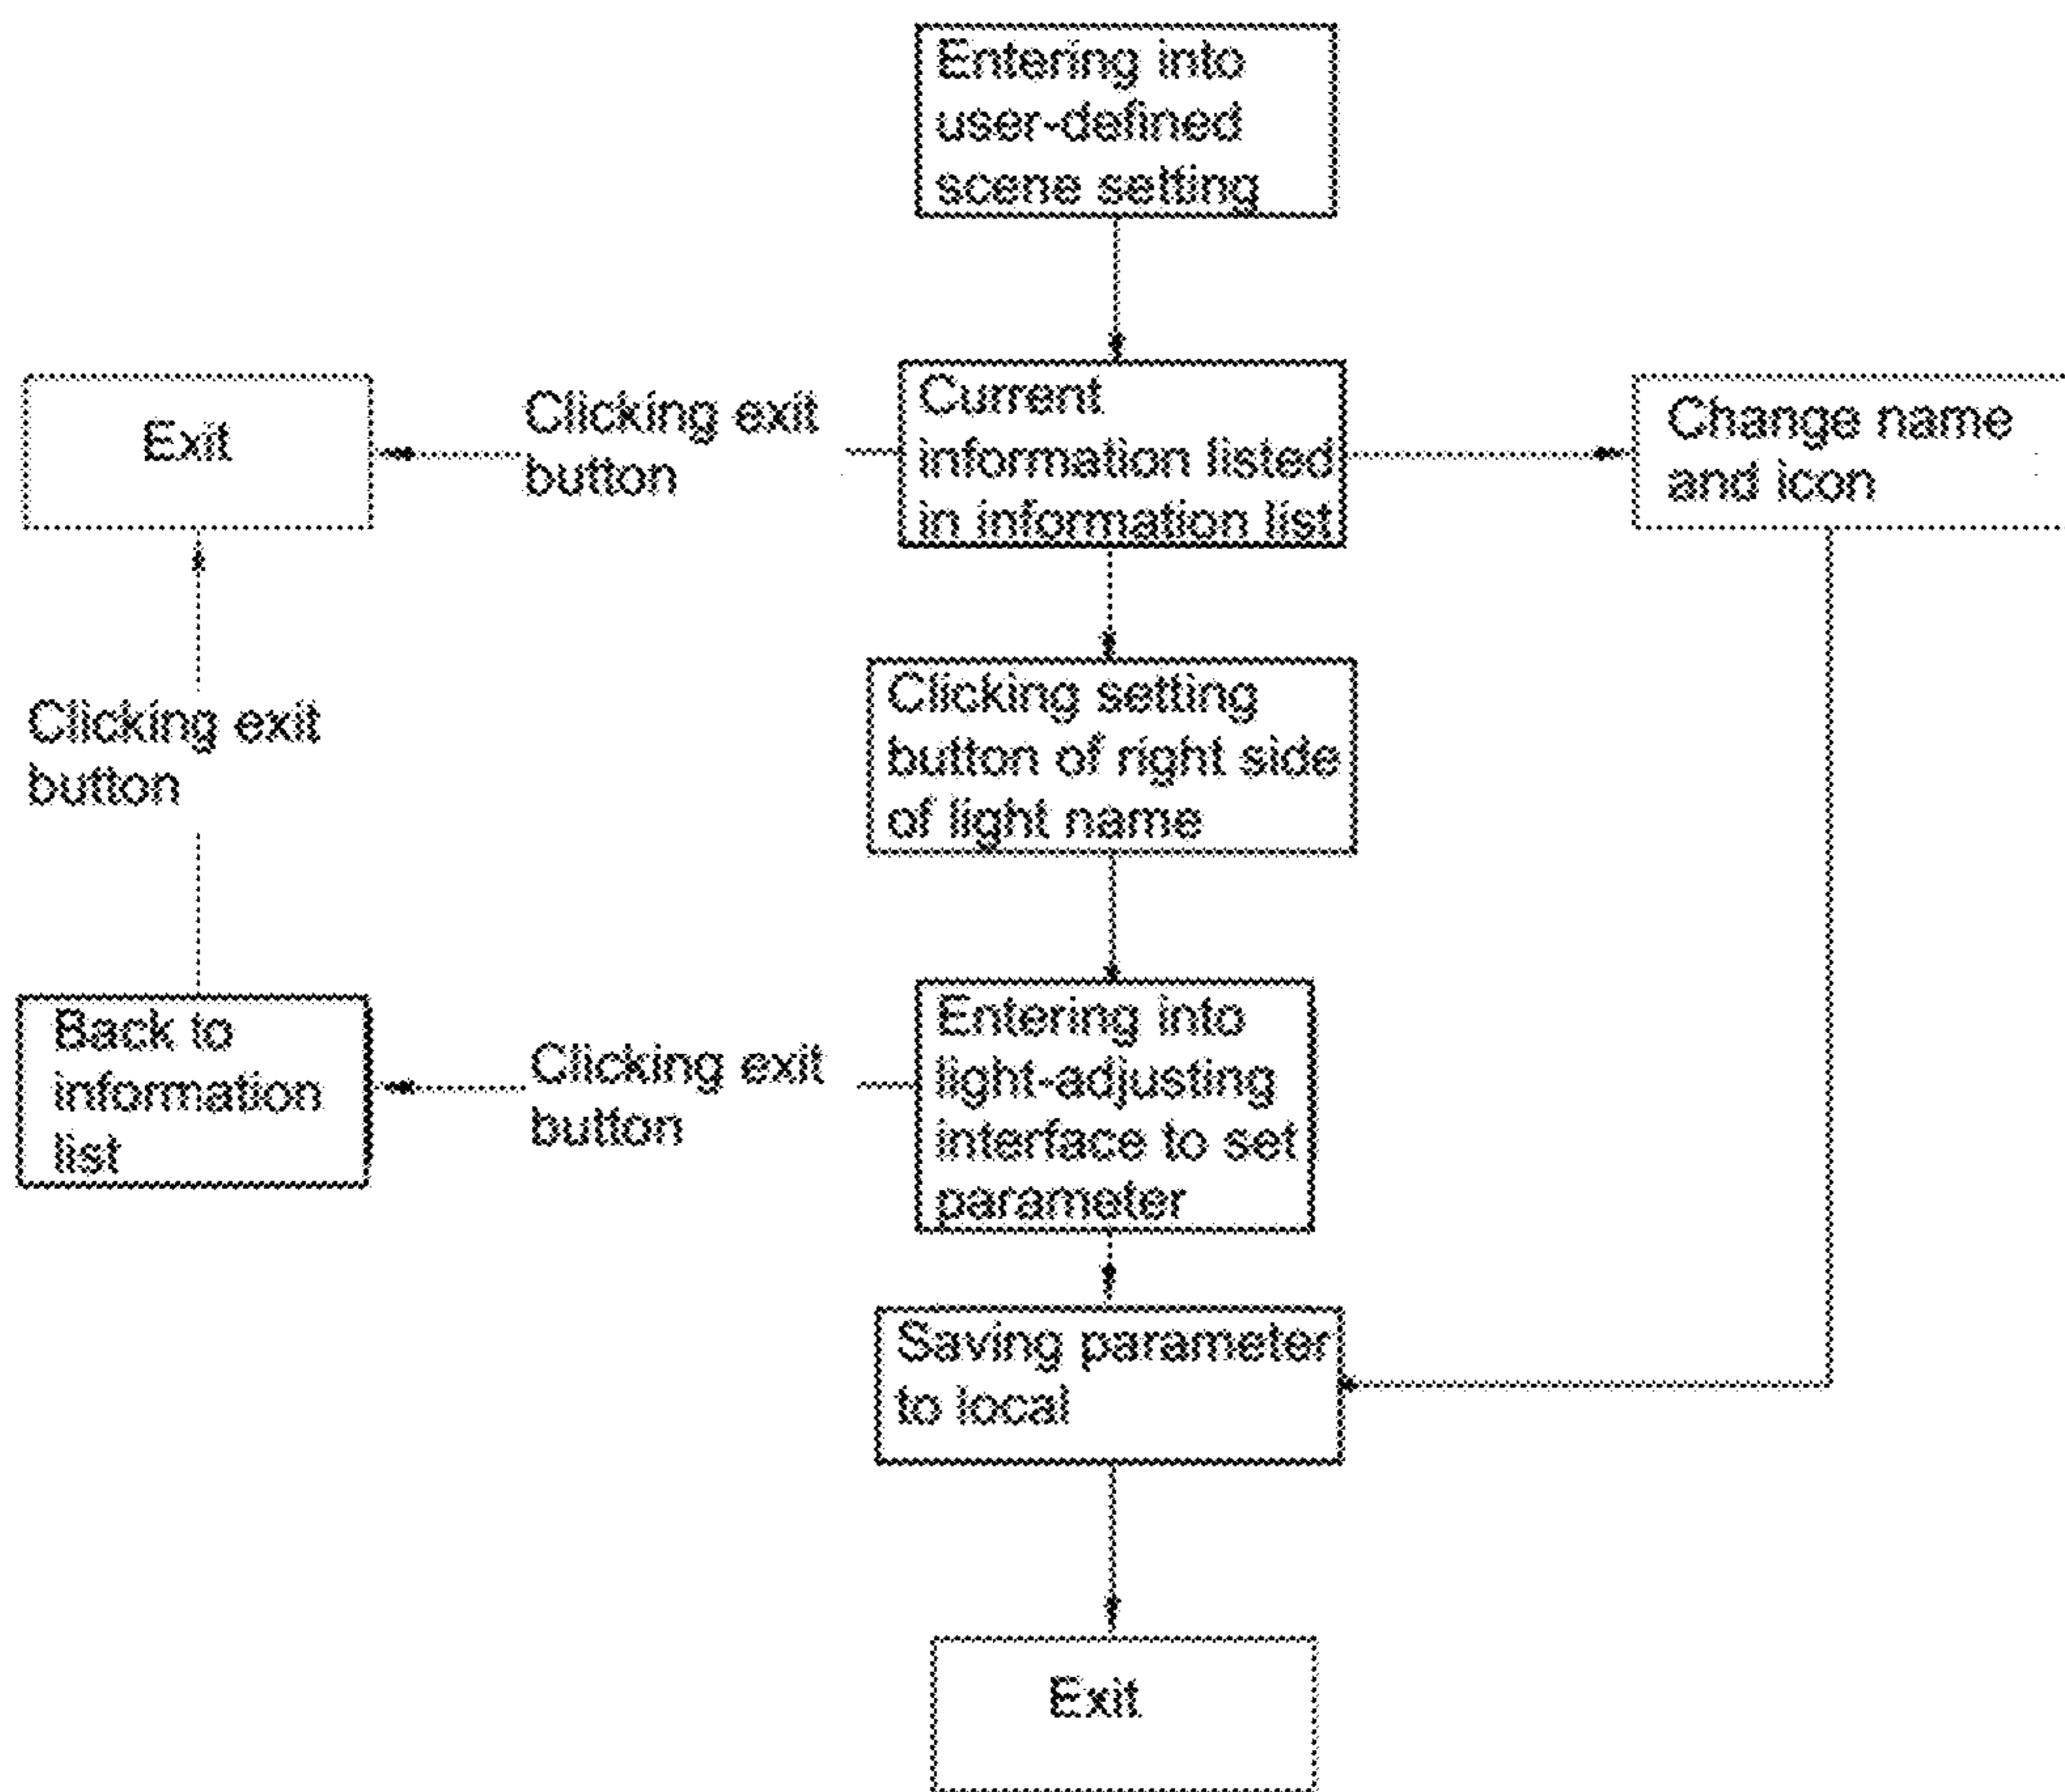 Entering into
user-defined
scene setting
Exit
Clicking exit
button
Current
information listed
in information list
Change name
and icon
Clicking exit
button
Clicking setting
button of right side
of light name
Back to
information
list
Clicking exit
button
Entering into
light-adjusting
interface to set
parameter
Saving parameter
to local
Exit